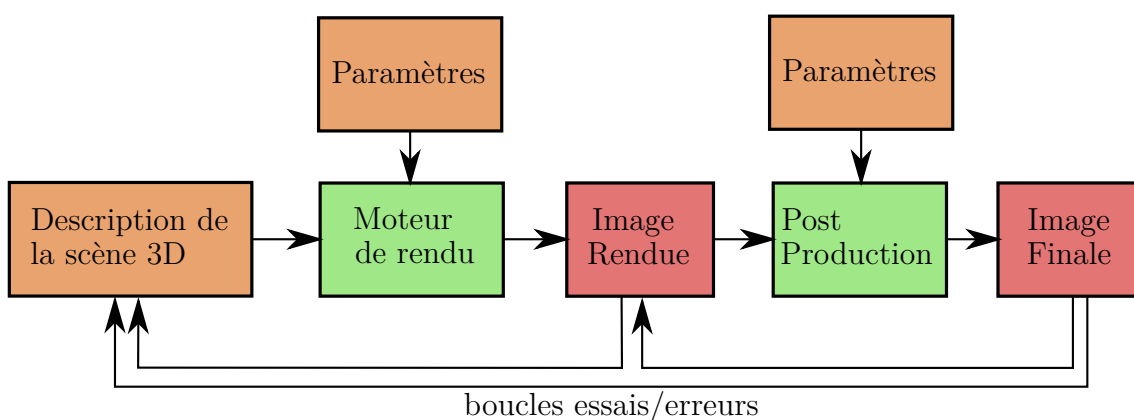 Paramètres
Paramètres
Description de
la scène 3D
Moteur
de rendu
Image
Rendue
Post
Production
Image
Finale
boucles essais/erreurs